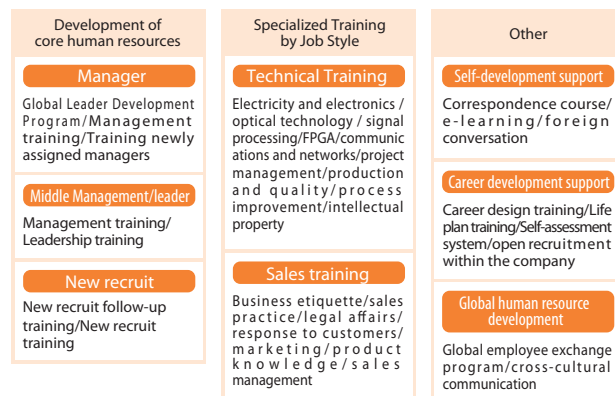 Development of
core human resources
Manager
Global Leader Development
Program/Management
training/Training newly
assigned managers
Middle Management/leader
Management training/
Leadership training
New recruit
New recruit follow-up
training/New recruit
training
Specialized Training
by Job Style
Technical Training
Electricity and electronics /
optical technology / signal
processing/FPGA/communic
ations and networks/project
management/production
and quality/process
improvement/intellectual
property
Sales training
Business etiquette/sales
practice/legal affairs/
response to customers/
marketing/product
knowledge/sales
management
Other
Self-development support
Correspondence course/
e-learning/foreign
conversation
Career development support
Career design training/Life
plan training/Self-assessment
system/open recruitment
within the company
Global human resource
development
Global employee exchange
program/cross-cultural
communication